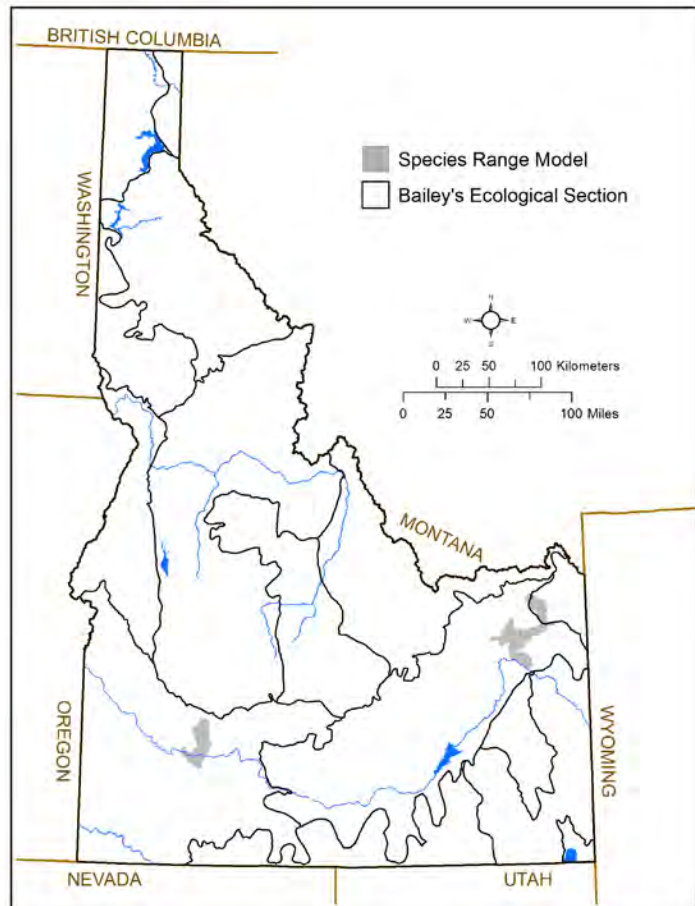 BRITISH COLUMBIA
WASHINGTON
Species Range Model
Bailey's Ecological Section
N
W E
S
0 25 50 100 Kilometers
0 25 50 100 Miles
MONTANA
OREGON
WYOMING
NEVADA
UTAH